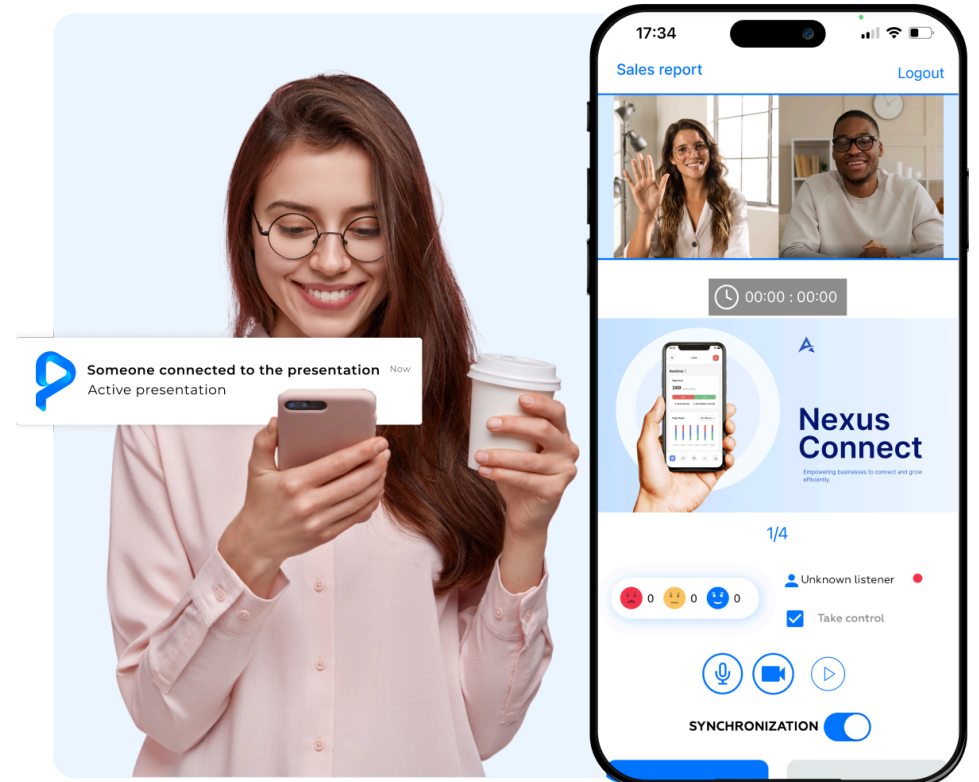 Someone connected to the presentation Now
Active presentation
17:34
Sales report
Logout
00:00 : 00:00
Nexus
Connect
Empowering businesses to connect and grow
efficiently.
1/4
0 0 0
Unknown listener
Take control
SYNCHRONIZATION